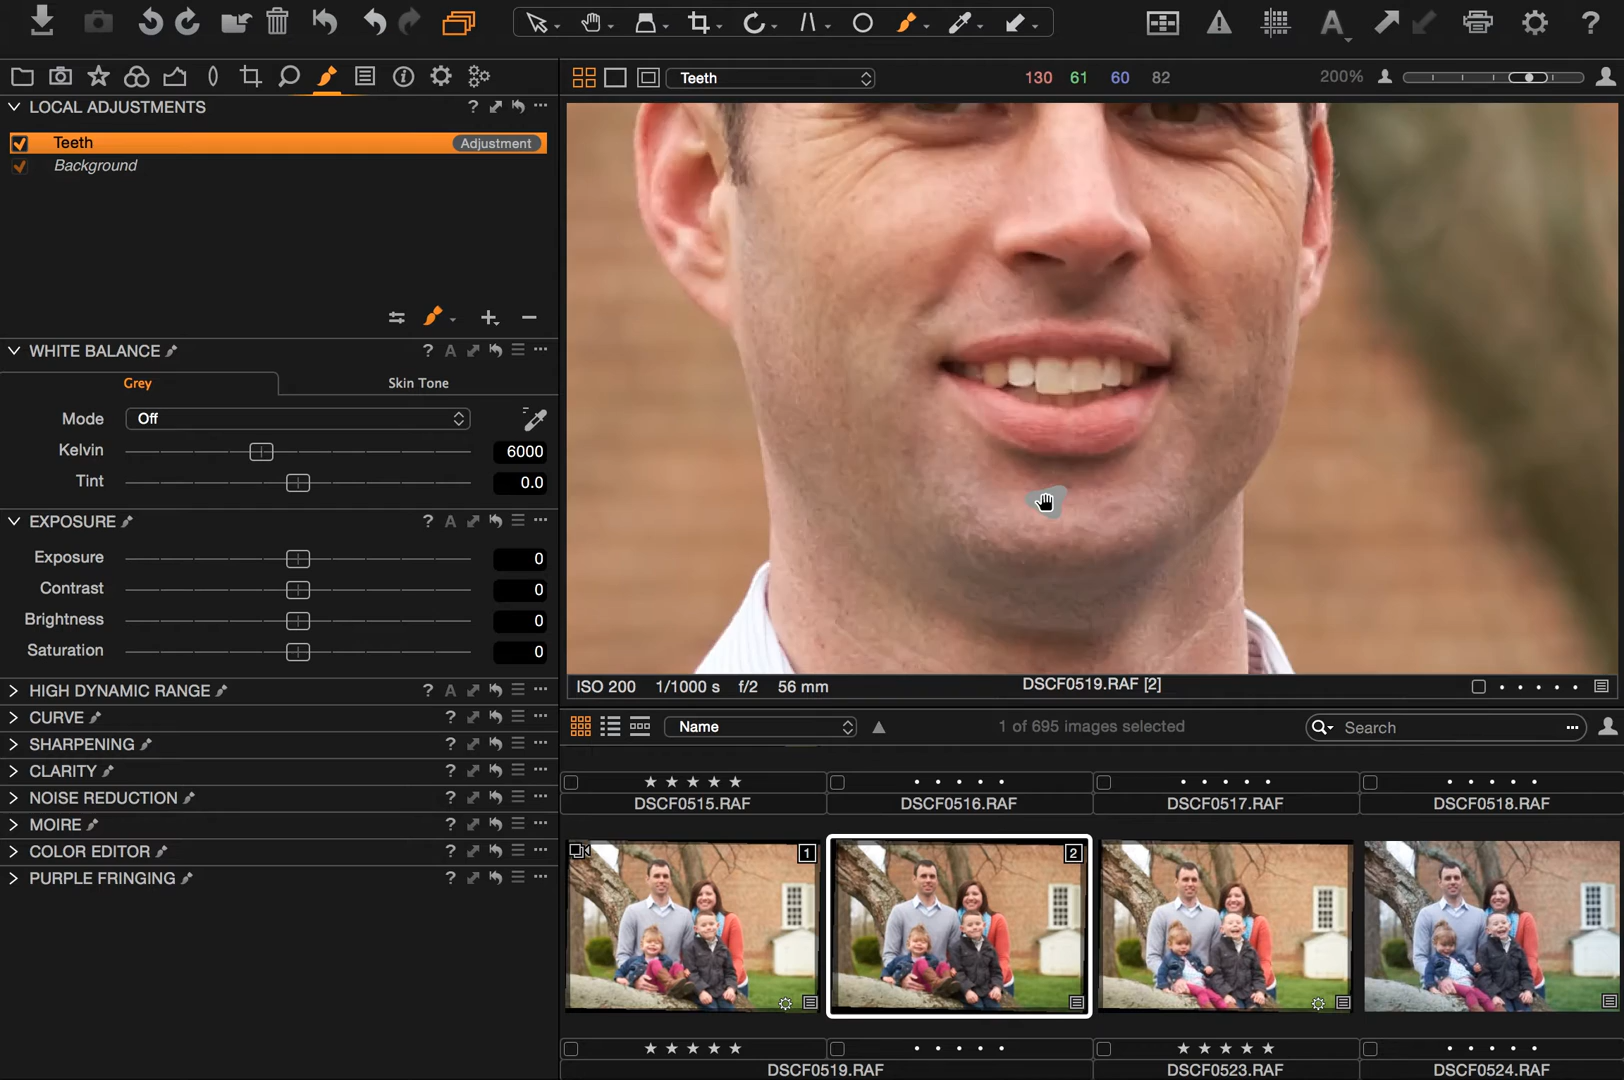 Teeth
130 61 60 82
200%
LOCAL ADJUSTMENTS ?
Teeth Adjustment
Background
WHITE BALANCE ? A
Grey Skin Tone
Mode Off
Kelvin 6000
Tint 0.0
EXPOSURE ? A
Exposure 0
Contrast 0
Brightness 0
Saturation 0
HIGH DYNAMIC RANGE ? A
CURVE ?
SHARPENING ?
CLARITY ?
NOISE REDUCTION ?
MOIRE ?
COLOR EDITOR ?
PURPLE FRINGING ?
ISO 200 1/1000 s f/2 56 mm DSCF0519.RAF [2]
Name 1 of 695 images selected Search
DSCF0515.RAF DSCF0516.RAF DSCF0517.RAF DSCF0518.RAF
1 2
DSCF0519.RAF DSCF0523.RAF DSCF0524.RAF